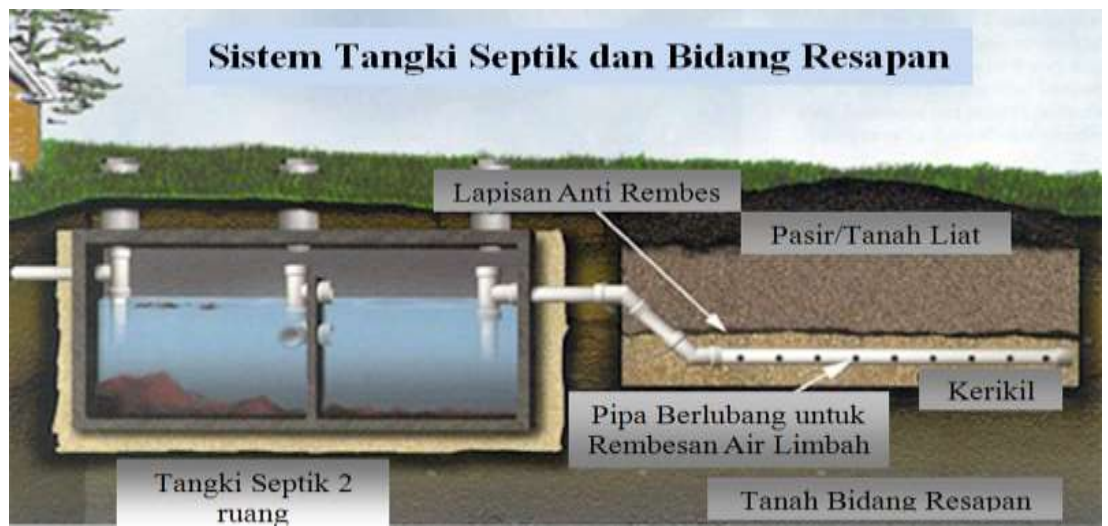 Sistem Tangki Septik dan Bidang Resapan
Lapisan Anti Rembes
Pasir/Tanah Liat
Kerikil
Pipa Berlubang untuk
Rembesan Air Limbah
Tangki Septik 2
ruang
Tanah Bidang Resapan